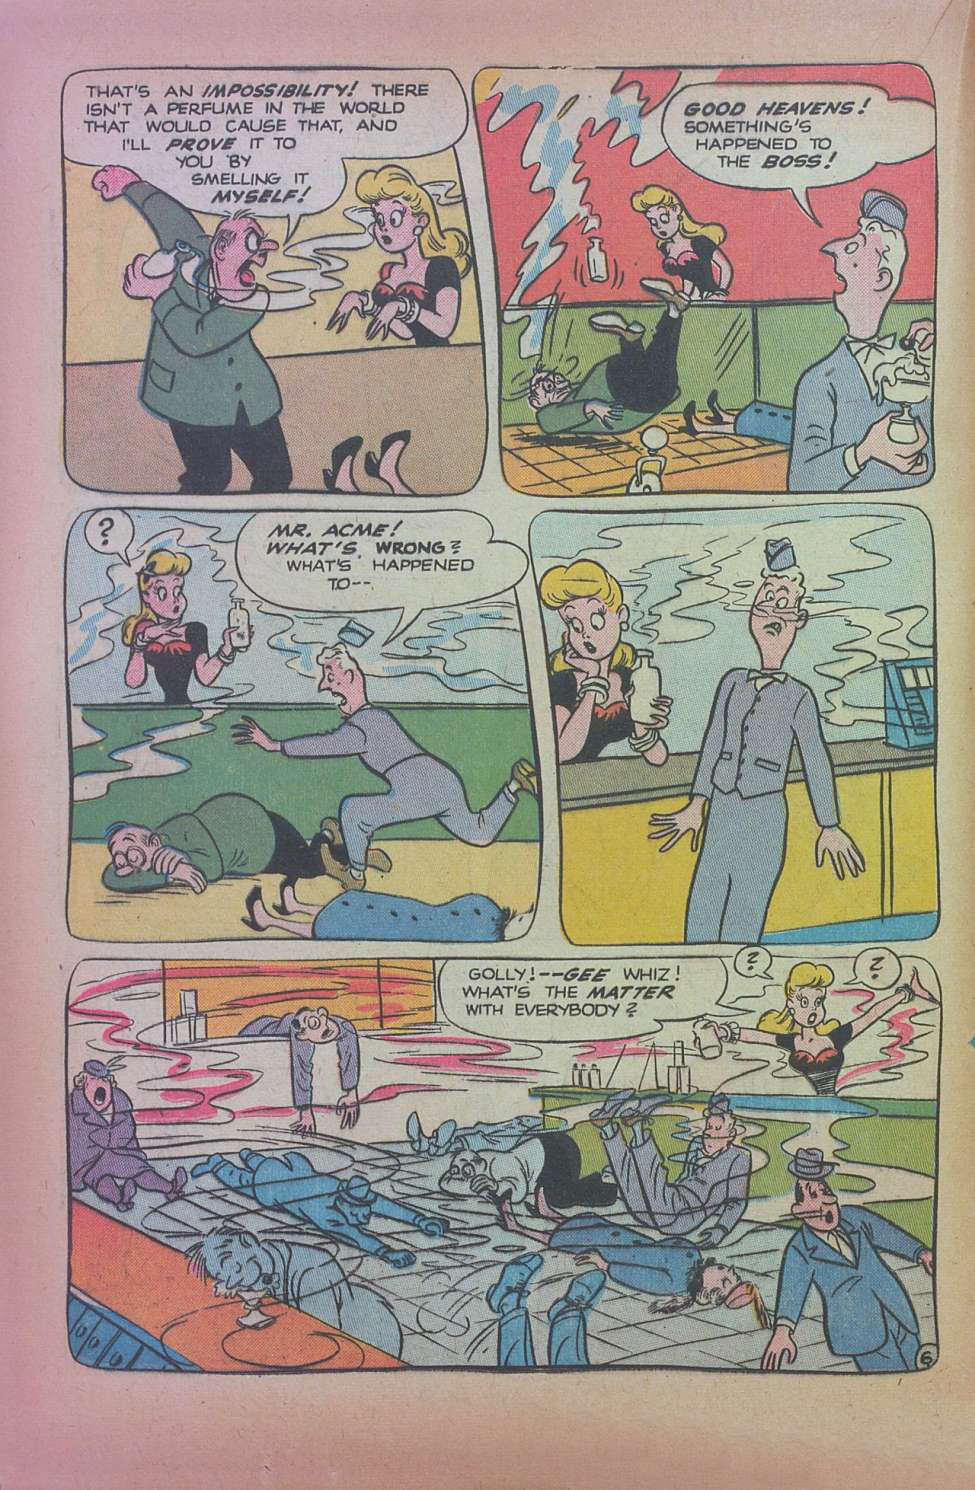 THAT'S AN IMPOSSIBILITY! THERE
ISN'T A PERFUME IN THE WORLD
THAT WOULD CAUSE THAT, AND
I'LL PROVE IT TO
YOU BY
SMELLING IT
MYSELF!
GOOD HEAVENS!
SOMETHING'S
HAPPENED TO
THE BOSS!
?
MR. ACME!
WHAT'S WRONG?
WHAT'S HAPPENED
TO--
GOLLY!--GEE WHIZ!
WHAT'S THE MATTER
WITH EVERYBODY?
?
?
6